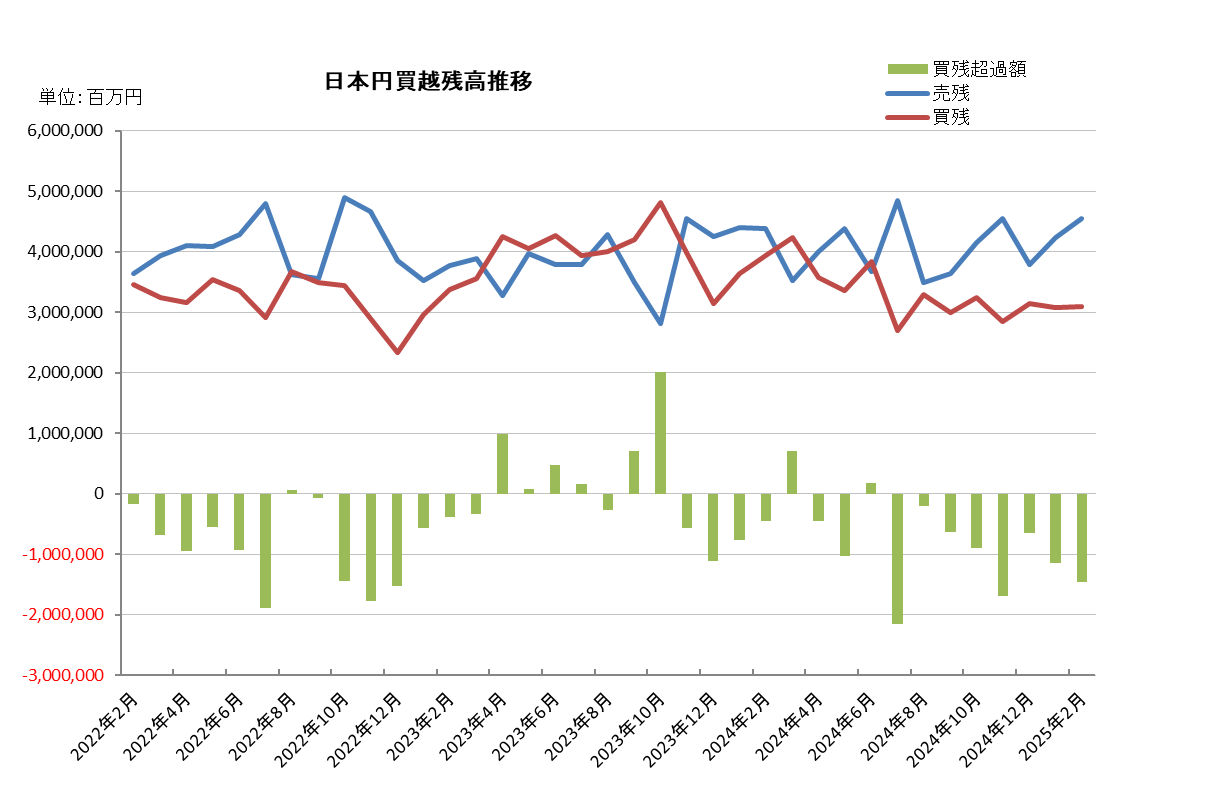 日本円買越残高推移
単位: 百万円
買残超過額
売残
買残
6,000,000
5,000,000
4,000,000
3,000,000
2,000,000
1,000,000
0
-1,000,000
-2,000,000
-3,000,000
2022年2月
2022年4月
2022年6月
2022年8月
2022年10月
2022年12月
2023年2月
2023年4月
2023年6月
2023年8月
2023年10月
2023年12月
2024年2月
2024年4月
2024年6月
2024年8月
2024年10月
2024年12月
2025年2月